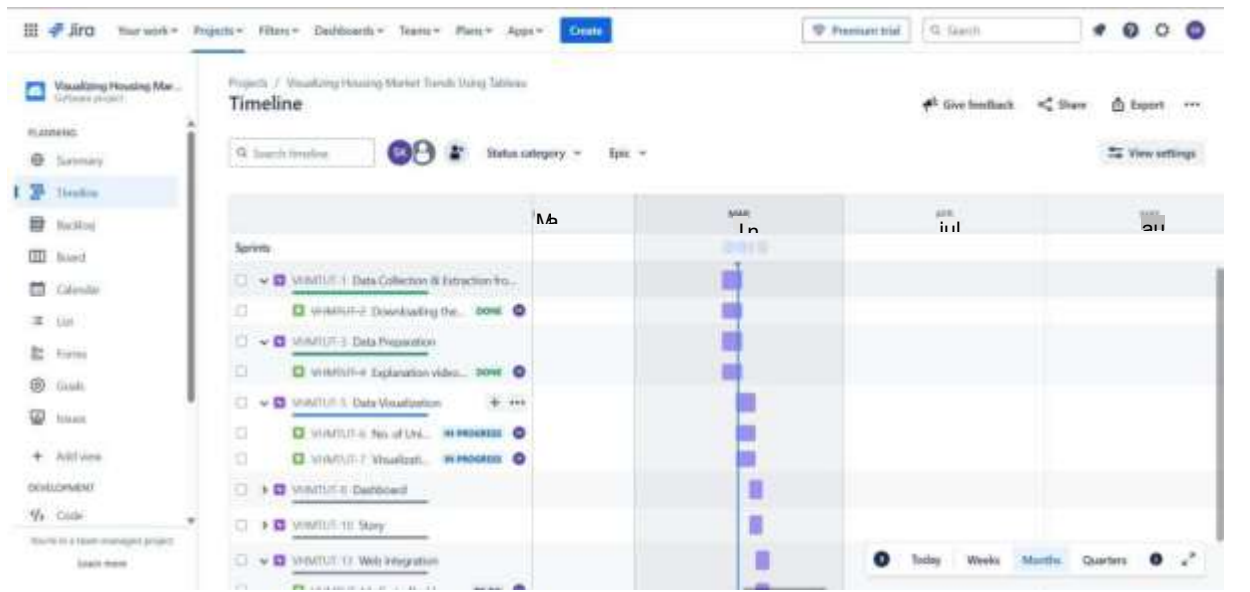 Jira Your work Projects Filters Dashboards Teams Plans Apps Create Premium trial Search
Visualizing Housing Mar...
Software project
PLANNING
Summary
Timeline
Backlog
Board
Calendar
List
Forms
Goals
Issues
Add view
DEVELOPMENT
Code
You're in a team-managed project
Learn more
Projects / Visualizing Housing Market Trends Using Tableau
Timeline
Give feedback Share Export
Search timeline SK Status category Epic View settings
MAR APR
jul au
Sprints
VHMTUT-1 Data Collection & Extraction fro...
VHMTUT-2 Downloading the... DONE
VHMTUT-3 Data Preparation
VHMTUT-4 Explanation video... DONE
VHMTUT-5 Data Visualization
VHMTUT-6 No. of Uni... IN PROGRESS
VHMTUT-7 Visualizati... IN PROGRESS
VHMTUT-8 Dashboard
VHMTUT-10 Story
Web Integration
Today Weeks Months Quarters